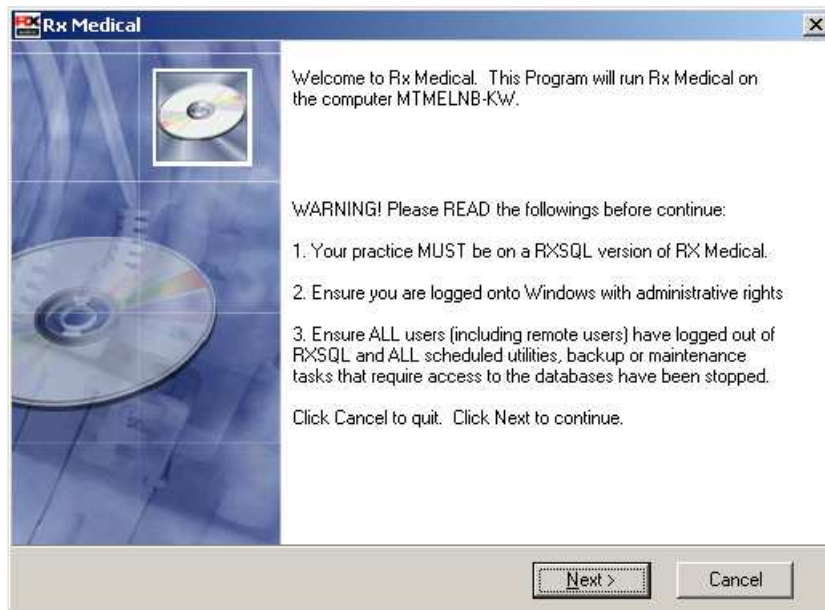 Rx Medical
Welcome to Rx Medical. This Program will run Rx Medical on
the computer MTMELNB-KW.
WARNING! Please READ the followings before continue:
1. Your practice MUST be on a RXSQL version of RX Medical.
2. Ensure you are logged onto Windows with administrative rights
3. Ensure ALL users (including remote users) have logged out of
RXSQL and ALL scheduled utilities, backup or maintenance
tasks that require access to the databases have been stopped.
Click Cancel to quit. Click Next to continue.
Next >
Cancel